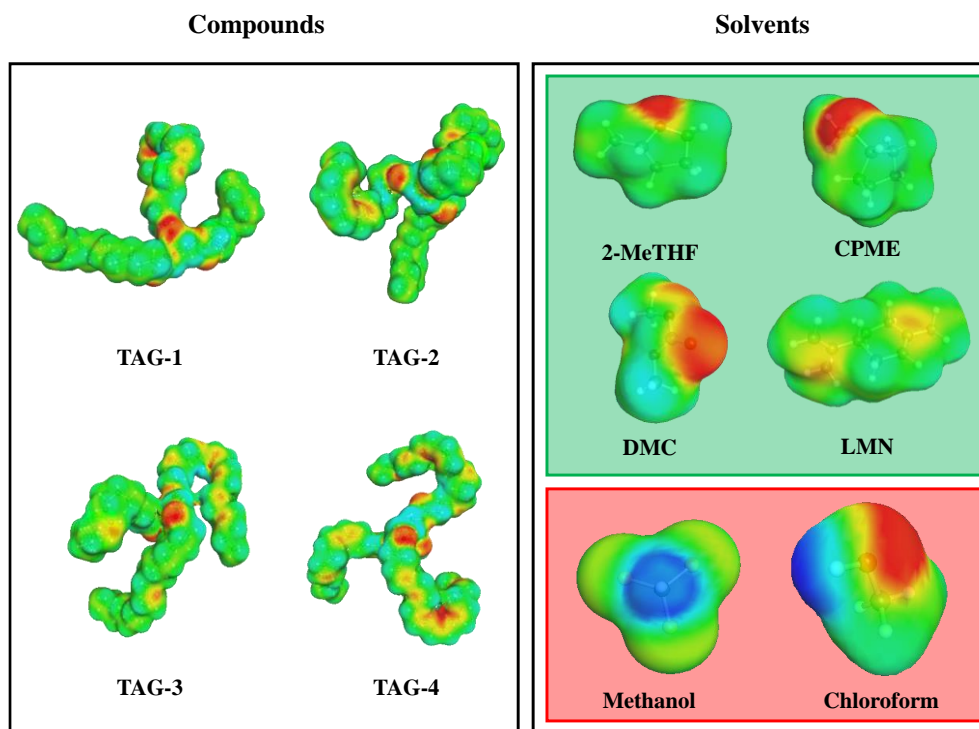 Compounds
Solvents
TAG-1
TAG-2
TAG-3
TAG-4
2-MeTHF
CPME
DMC
LMN
Methanol
Chloroform